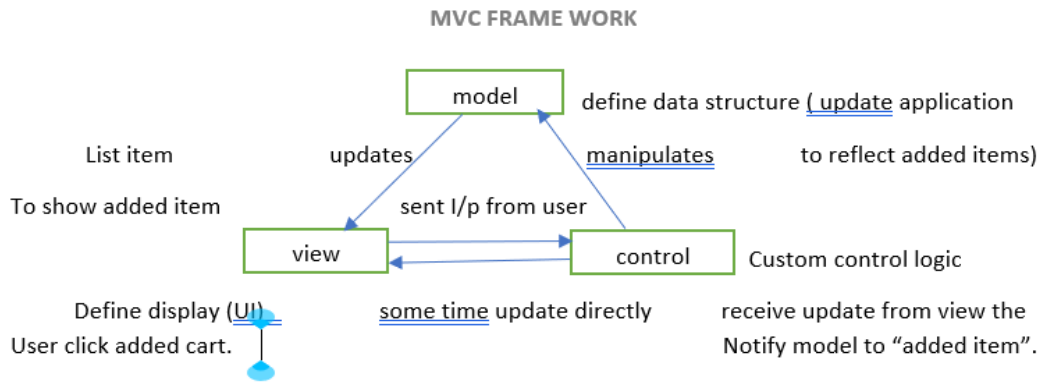 MVC FRAME WORK
model
define data structure ( update application
List item
updates
manipulates
to reflect added items)
To show added item
sent I/p from user
view
control
Custom control logic
Define display (UI)
some time update directly
receive update from view the
User click added cart.
Notify model to “added item”.